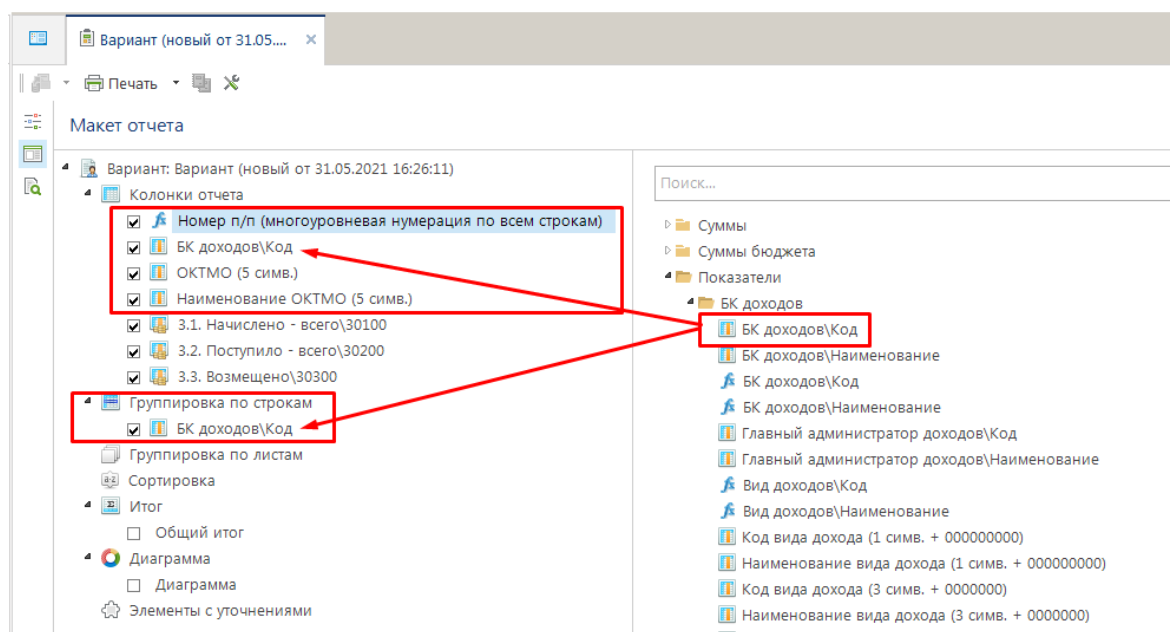 Вариант (новый от 31.05....
Печать
Макет отчета
Вариант: Вариант (новый от 31.05.2021 16:26:11)
Колонки отчета
Номер п/п (многоуровневая нумерация по всем строкам)
БК доходов\Код
ОКТМО (5 симв.)
Наименование ОКТМО (5 симв.)
3.1. Начислено - всего\30100
3.2. Поступило - всего\30200
3.3. Возмещено\30300
Группировка по строкам
БК доходов\Код
Группировка по листам
Сортировка
Итог
Общий итог
Диаграмма
Диаграмма
Элементы с уточнениями
Поиск...
Суммы
Суммы бюджета
Показатели
БК доходов
БК доходов\Код
БК доходов\Наименование
БК доходов\Код
БК доходов\Наименование
Главный администратор доходов\Код
Главный администратор доходов\Наименование
Вид доходов\Код
Вид доходов\Наименование
Код вида дохода (1 симв. + 000000000)
Наименование вида дохода (1 симв. + 000000000)
Код вида дохода (3 симв. + 0000000)
Наименование вида дохода (3 симв. + 0000000)